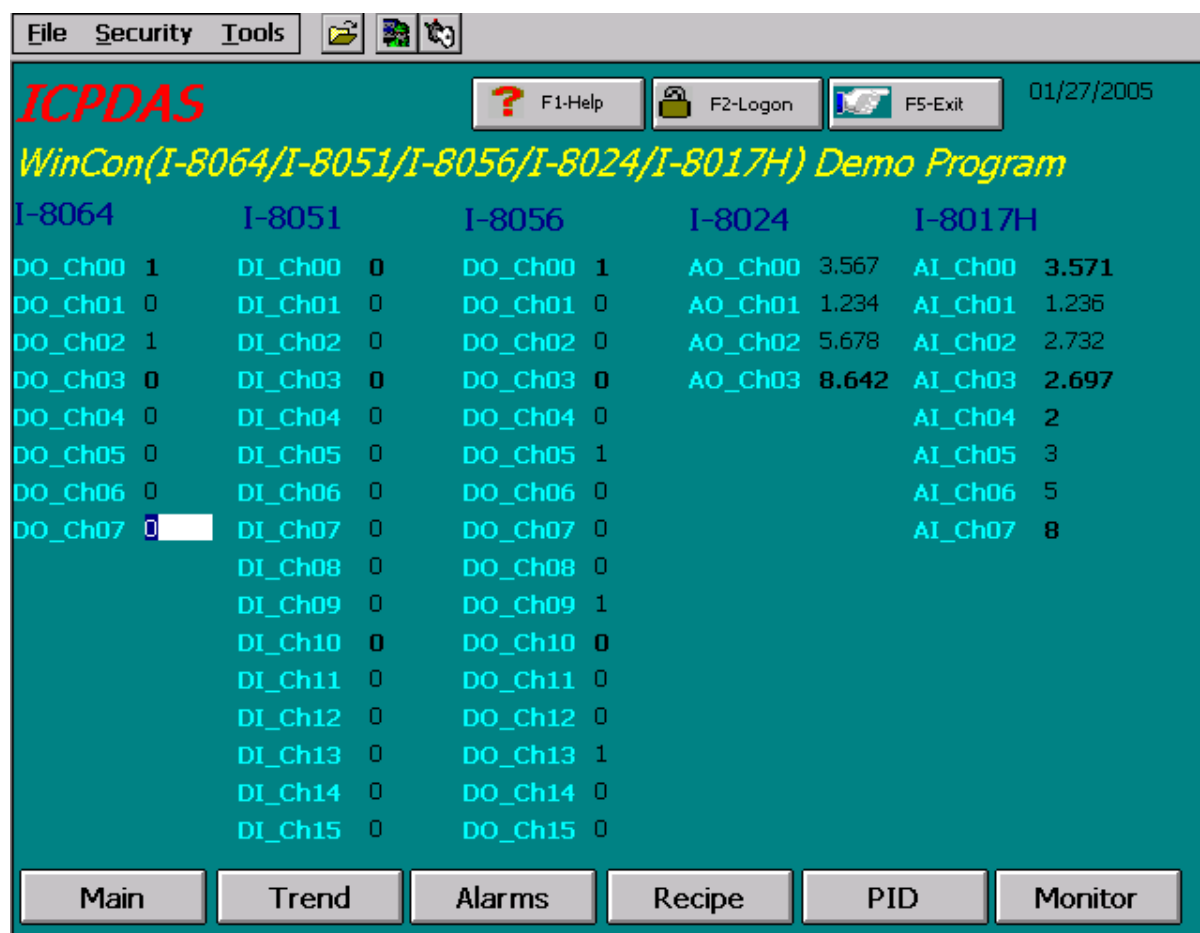 File Security Tools
ICPDAS F1-Help F2-Logon F5-Exit 01/27/2005
WinCon(I-8064/I-8051/I-8056/I-8024/I-8017H) Demo Program
I-8064 I-8051 I-8056 I-8024 I-8017H
DO_Ch00 1 DI_Ch00 0 DO_Ch00 1 AO_Ch00 3.567 AI_Ch00 3.571
DO_Ch01 0 DI_Ch01 0 DO_Ch01 0 AO_Ch01 1.234 AI_Ch01 1.236
DO_Ch02 1 DI_Ch02 0 DO_Ch02 0 AO_Ch02 5.678 AI_Ch02 2.732
DO_Ch03 0 DI_Ch03 0 DO_Ch03 0 AO_Ch03 8.642 AI_Ch03 2.697
DO_Ch04 0 DI_Ch04 0 DO_Ch04 0 AI_Ch04 2
DO_Ch05 0 DI_Ch05 0 DO_Ch05 1 AI_Ch05 3
DO_Ch06 0 DI_Ch06 0 DO_Ch06 0 AI_Ch06 5
DO_Ch07 0 DI_Ch07 0 DO_Ch07 0 AI_Ch07 8
DI_Ch08 0 DO_Ch08 0
DI_Ch09 0 DO_Ch09 1
DI_Ch10 0 DO_Ch10 0
DI_Ch11 0 DO_Ch11 0
DI_Ch12 0 DO_Ch12 0
DI_Ch13 0 DO_Ch13 1
DI_Ch14 0 DO_Ch14 0
DI_Ch15 0 DO_Ch15 0
Main Trend Alarms Recipe PID Monitor